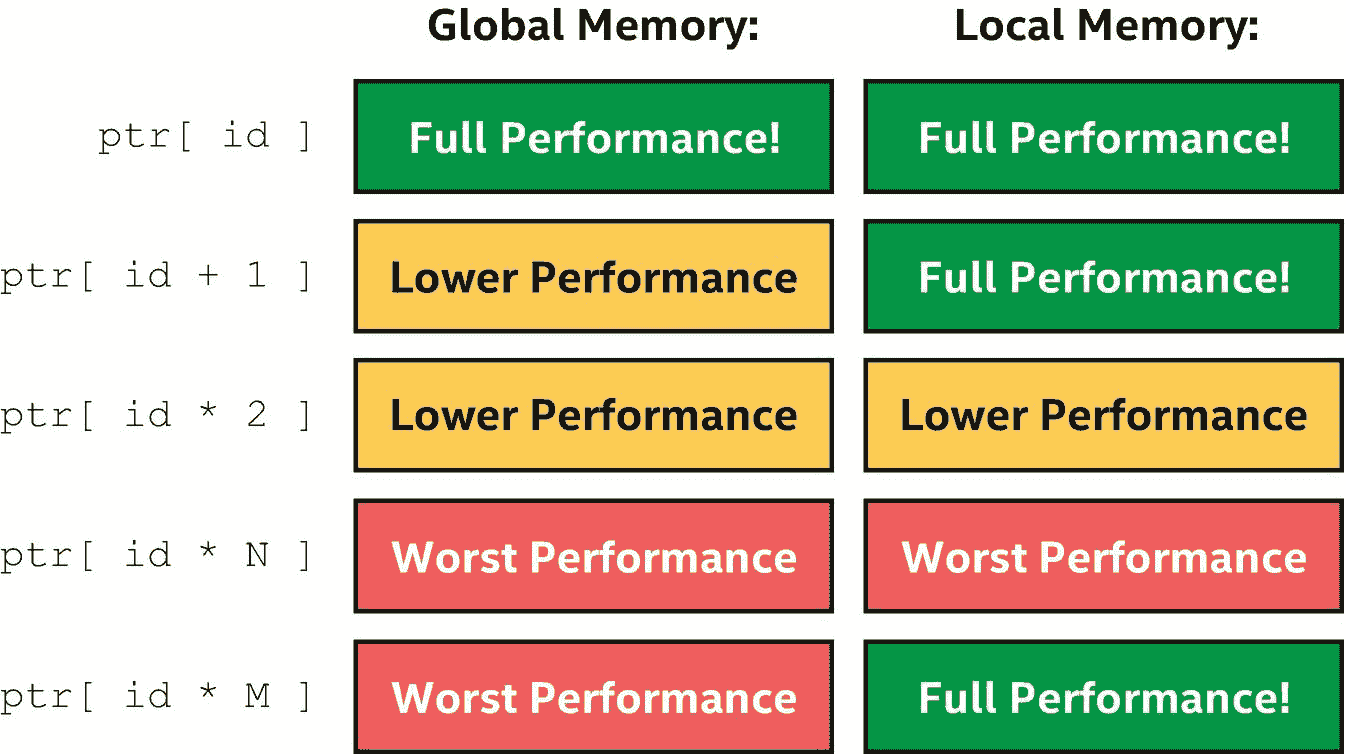 Global Memory: Local Memory:
ptr[ id ] Full Performance! Full Performance!
ptr[ id + 1 ] Lower Performance Full Performance!
ptr[ id * 2 ] Lower Performance Lower Performance
ptr[ id * N ] Worst Performance Worst Performance
ptr[ id * M ] Worst Performance Full Performance!